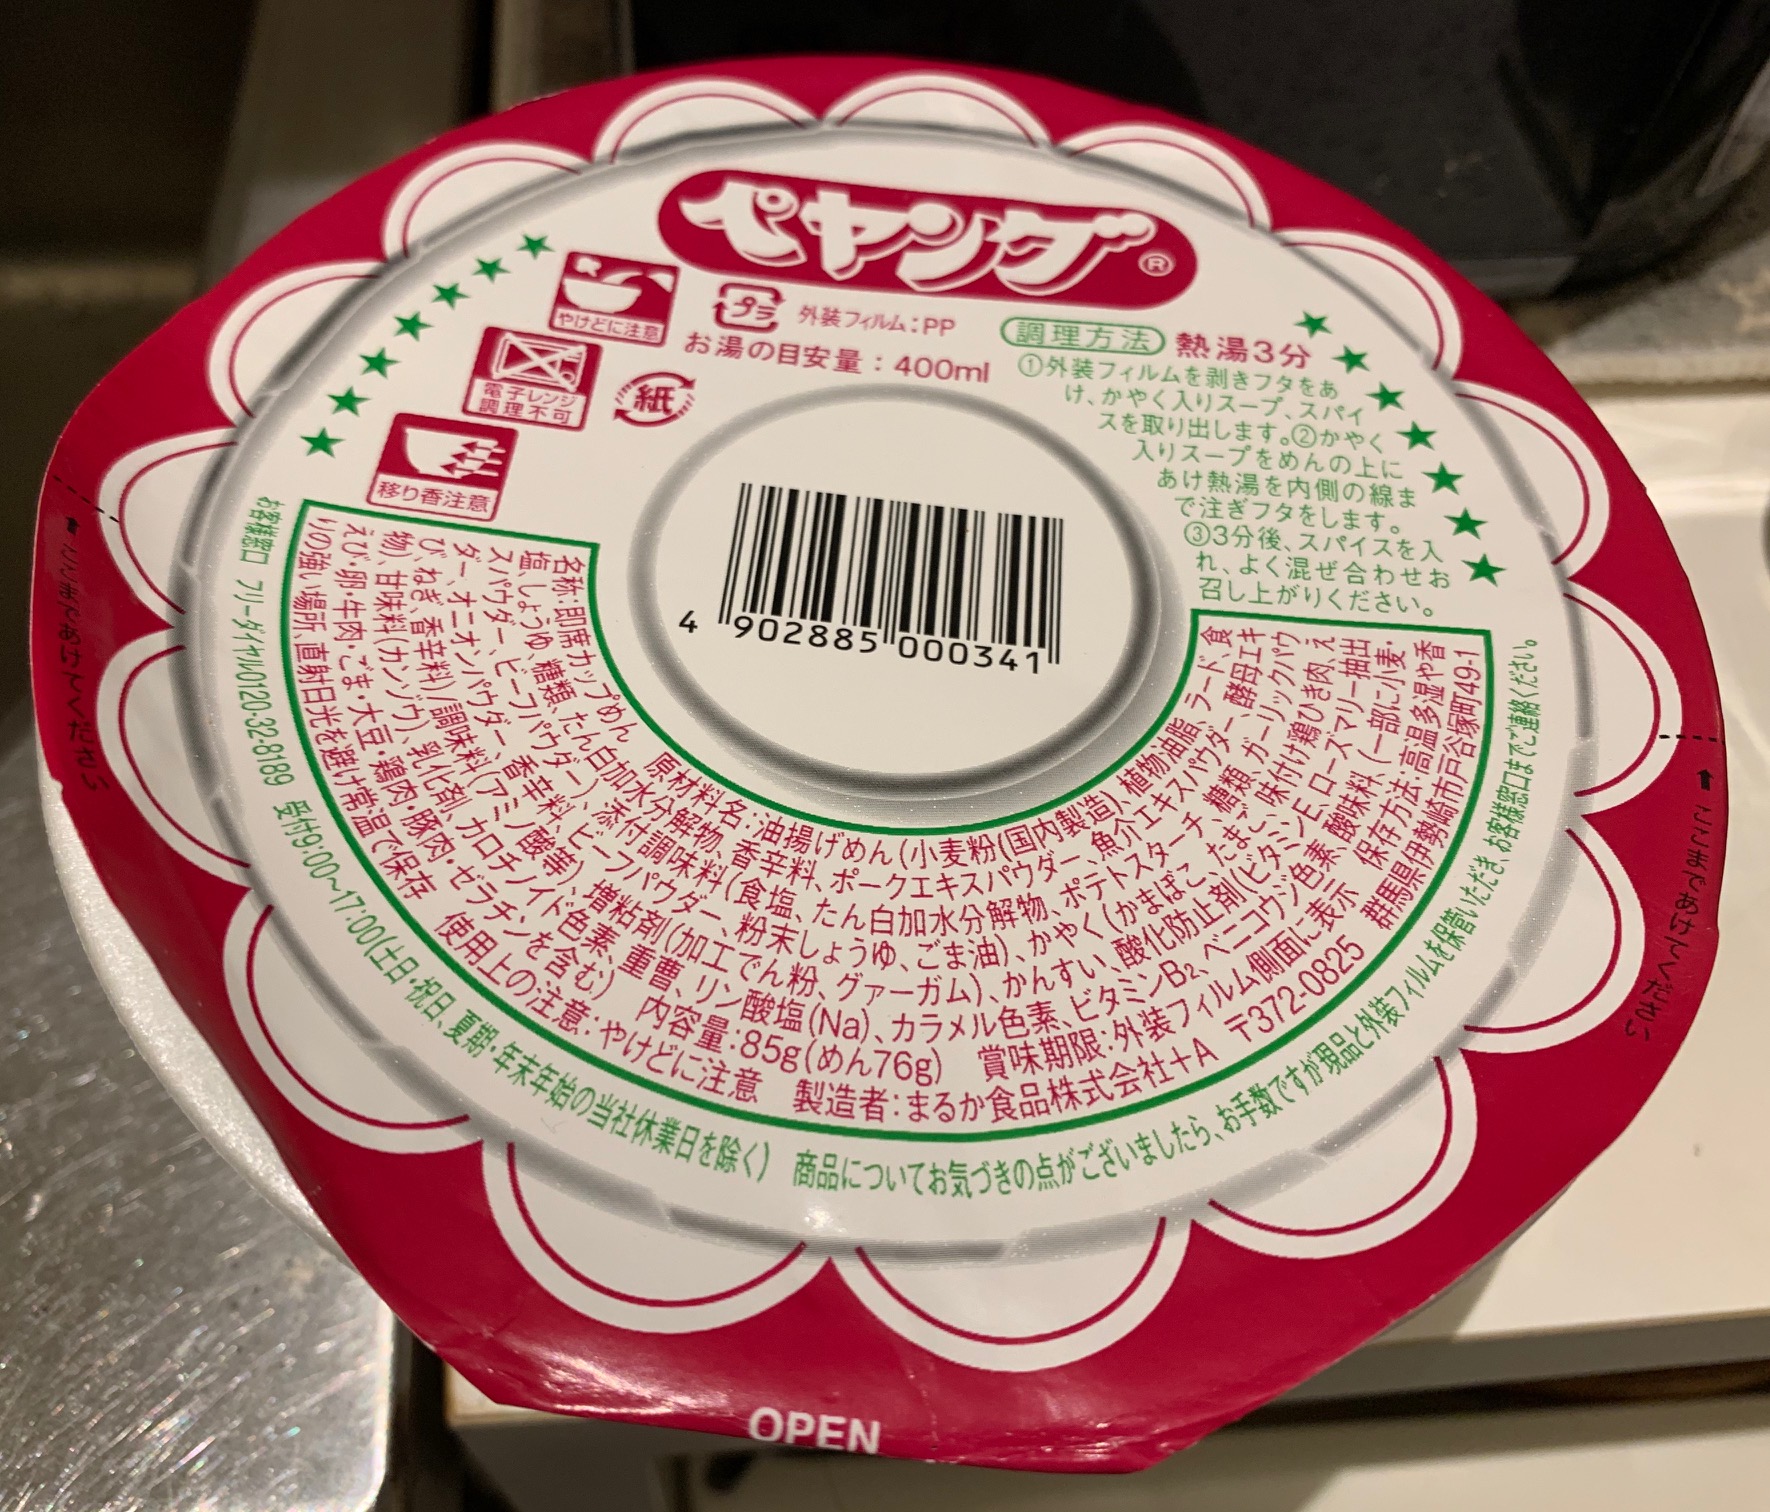 ペヤング®
やけどに注意
プラ
外装フィルム:PP
お湯の目安量:400ml
電子レンジ
調理不可
紙
移り香注意
調理方法 熱湯3分
①外装フィルムを剥きフタをあ
け、かやく入りスープ、スパイ
スを取り出します。②かやく
入りスープをめんの上に
あけ熱湯を内側の線ま
で注ぎフタをします。
③3分後、スパイスを入
れ、よく混ぜ合わせお
召し上がりください。
4 902885 000341
名称:即席カップめん 原材料名:油揚げめん(小麦粉(国内製造)、植物油脂、ラード、食
塩、しょうゆ、糖類、たん白加水分解物、香辛料、ポークエキスパウダー、魚介エキスパウダー、酵母エキ
スパウダー、ビーフパウダー)、添付調味料(食塩、たん白加水分解物、ポテトスターチ、糖類、ガーリックパウ
ダー、オニオンパウダー、香辛料、ビーフパウダー、粉末しょうゆ、ごま油)、かやく(かまぼこ、たまご、味付け鶏ひき肉、え
び、ねぎ、香辛料)/調味料(アミノ酸等)、増粘剤(加工でん粉、グァーガム)、かんすい、酸化防止剤(ビタミンE、ローズマリー抽出
物)、甘味料(カンゾウ)、乳化剤、カロチノイド色素、重曹、リン酸塩(Na)、カラメル色素、ビタミンB₂、ベニコウジ色素、酸味料、(一部に小麦・
えび・卵・牛肉・ごま・大豆・鶏肉・豚肉・ゼラチンを含む) 内容量:85g(めん76g) 賞味期限:外装フィルム側面に表示 保存方法:高温多湿や香
りの強い場所、直射日光を避け常温で保存 使用上の注意:やけどに注意 製造者:まるか食品株式会社+A 〒372-0825 群馬県伊勢崎市戸谷塚町49-1
お客様窓口 フリーダイヤル0120-32-8189 受付9:00~17:00(土日・祝日、夏期・年末年始の当社休業日を除く) 商品についてお気づきの点がございましたら、お手数ですが現品と外装フィルムを保管いただき、お客様窓口までご連絡ください。
ここまであけてください
ここまであけてください
OPEN